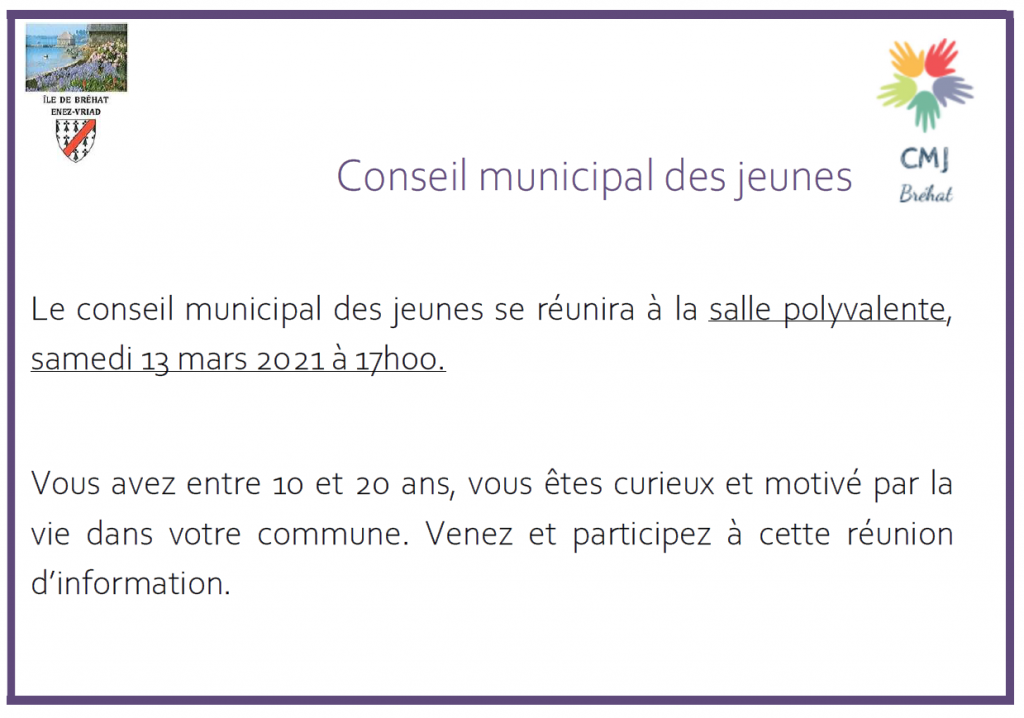 ÎLE DE BRÉHAT
ENEZ-VRIAD
CMJ
Bréhat
Conseil municipal des jeunes
Le conseil municipal des jeunes se réunira à la salle polyvalente,
samedi 13 mars 2021 à 17h00.
Vous avez entre 10 et 20 ans, vous êtes curieux et motivé par la
vie dans votre commune. Venez et participez à cette réunion
d’information.